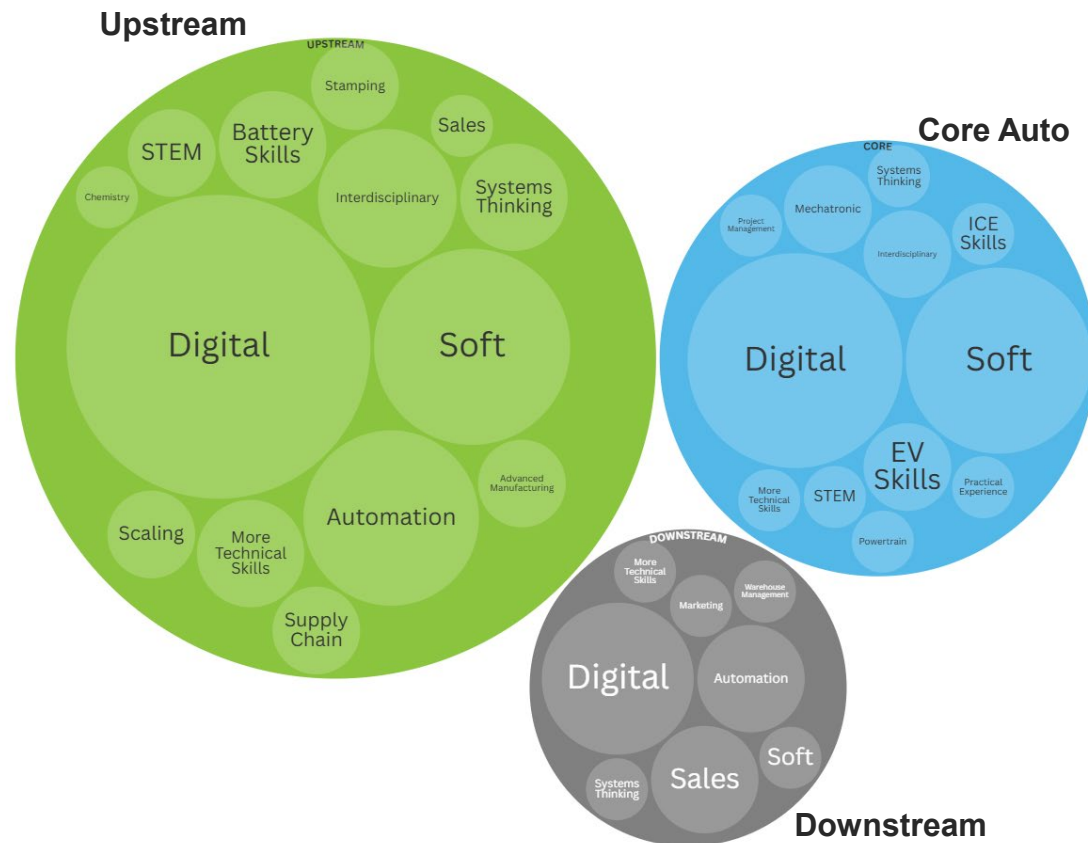 Upstream
UPSTREAM
Stamping
Sales
Battery
Skills
STEM
Chemistry
Interdisciplinary
Systems
Thinking
Digital
Soft
Automation
Advanced
Manufacturing
Scaling
More
Technical
Skills
Supply
Chain
Core Auto
CORE
Systems
Thinking
Mechatronic
Project
Management
ICE
Skills
Interdisciplinary
Digital
Soft
EV
Skills
More
Technical
Skills
STEM
Practical
Experience
Powertrain
DOWNSTREAM
More
Technical
Skills
Marketing
Warehouse
Management
Digital
Automation
Soft
Sales
Systems
Thinking
Downstream